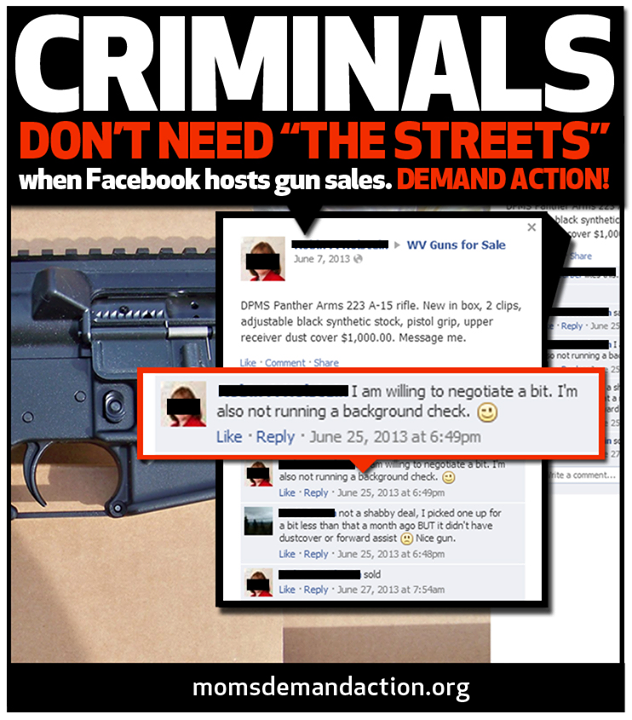 CRIMINALS
DON'T NEED “THE STREETS”
when Facebook hosts gun sales. DEMAND ACTION!
WV Guns for Sale
June 7, 2013
DPMS Panther Arms 223 A-15 rifle. New in box, 2 clips,
adjustable black synthetic stock, pistol grip, upper
receiver dust cover $1,000.00. Message me.
Like · Comment · Share
I am willing to negotiate a bit. I'm
also not running a background check.
Like · Reply · June 25, 2013 at 6:49pm
am willing to negotiate a bit. I'm
also not running a background check.
Like · Reply · June 25, 2013 at 6:49pm
not a shabby deal, I picked one up for
a bit less than that a month ago BUT it didn't have
dustcover or forward assist Nice gun.
Like · Reply · June 25, 2013 at 6:48pm
sold
Like · Reply · June 27, 2013 at 7:54am
DPMS Panther Arms 223
black synthetic
cover $1,00
Share
Reply · June 25
o not running a ba
Write a comment...
momsdemandaction.org